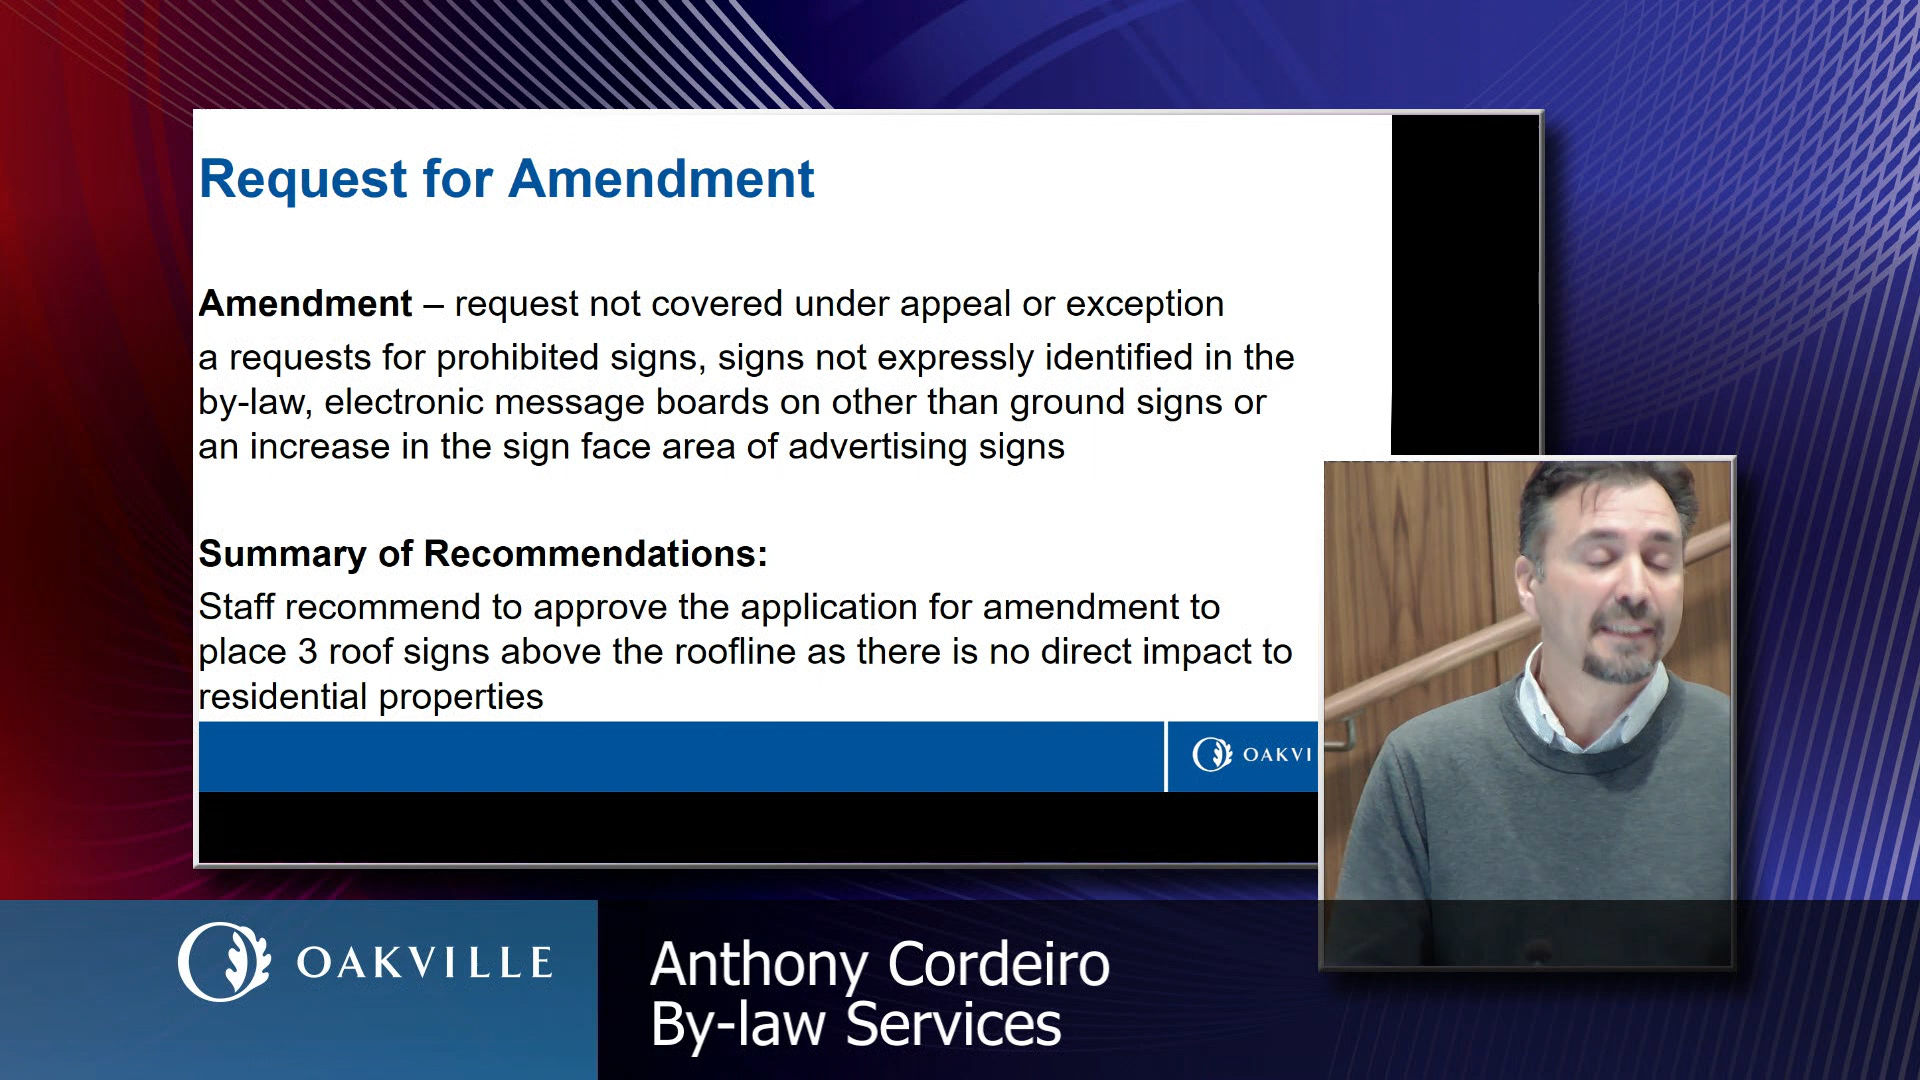 Request for Amendment
Amendment – request not covered under appeal or exception
a requests for prohibited signs, signs not expressly identified in the
by-law, electronic message boards on other than ground signs or
an increase in the sign face area of advertising signs
Summary of Recommendations:
Staff recommend to approve the application for amendment to
place 3 roof signs above the roofline as there is no direct impact to
residential properties
OAKVI
OAKVILLE
Anthony Cordeiro
By-law Services